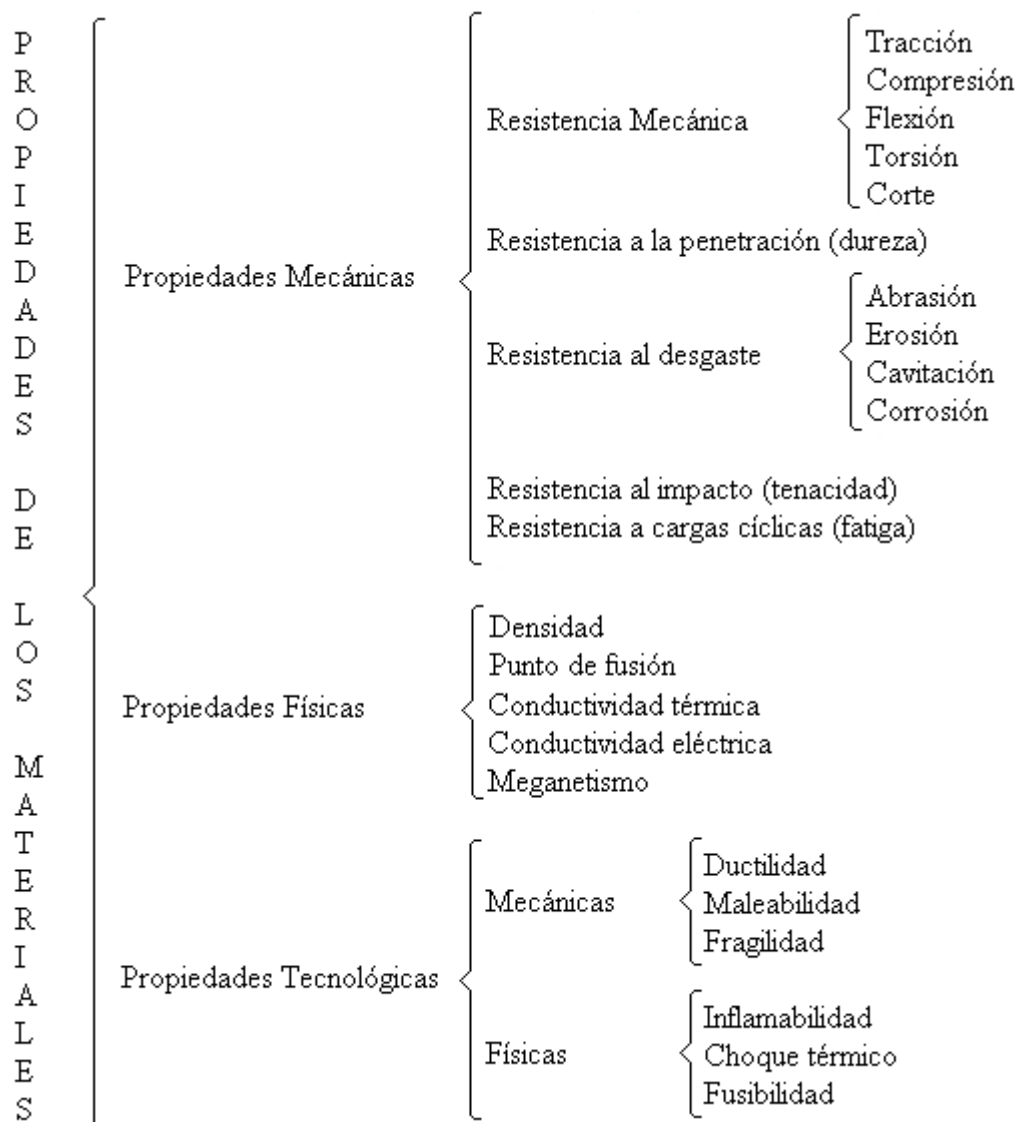 PROPIEDADES DE LOS MATERIALES
Propiedades Mecánicas
Resistencia Mecánica
Tracción
Compresión
Flexión
Torsión
Corte
Resistencia a la penetración (dureza)
Resistencia al desgaste
Abrasión
Erosión
Cavitación
Corrosión
Resistencia al impacto (tenacidad)
Resistencia a cargas cíclicas (fatiga)
Propiedades Físicas
Densidad
Punto de fusión
Conductividad térmica
Conductividad eléctrica
Meganetismo
Propiedades Tecnológicas
Mecánicas
Ductilidad
Maleabilidad
Fragilidad
Físicas
Inflamabilidad
Choque térmico
Fusibilidad